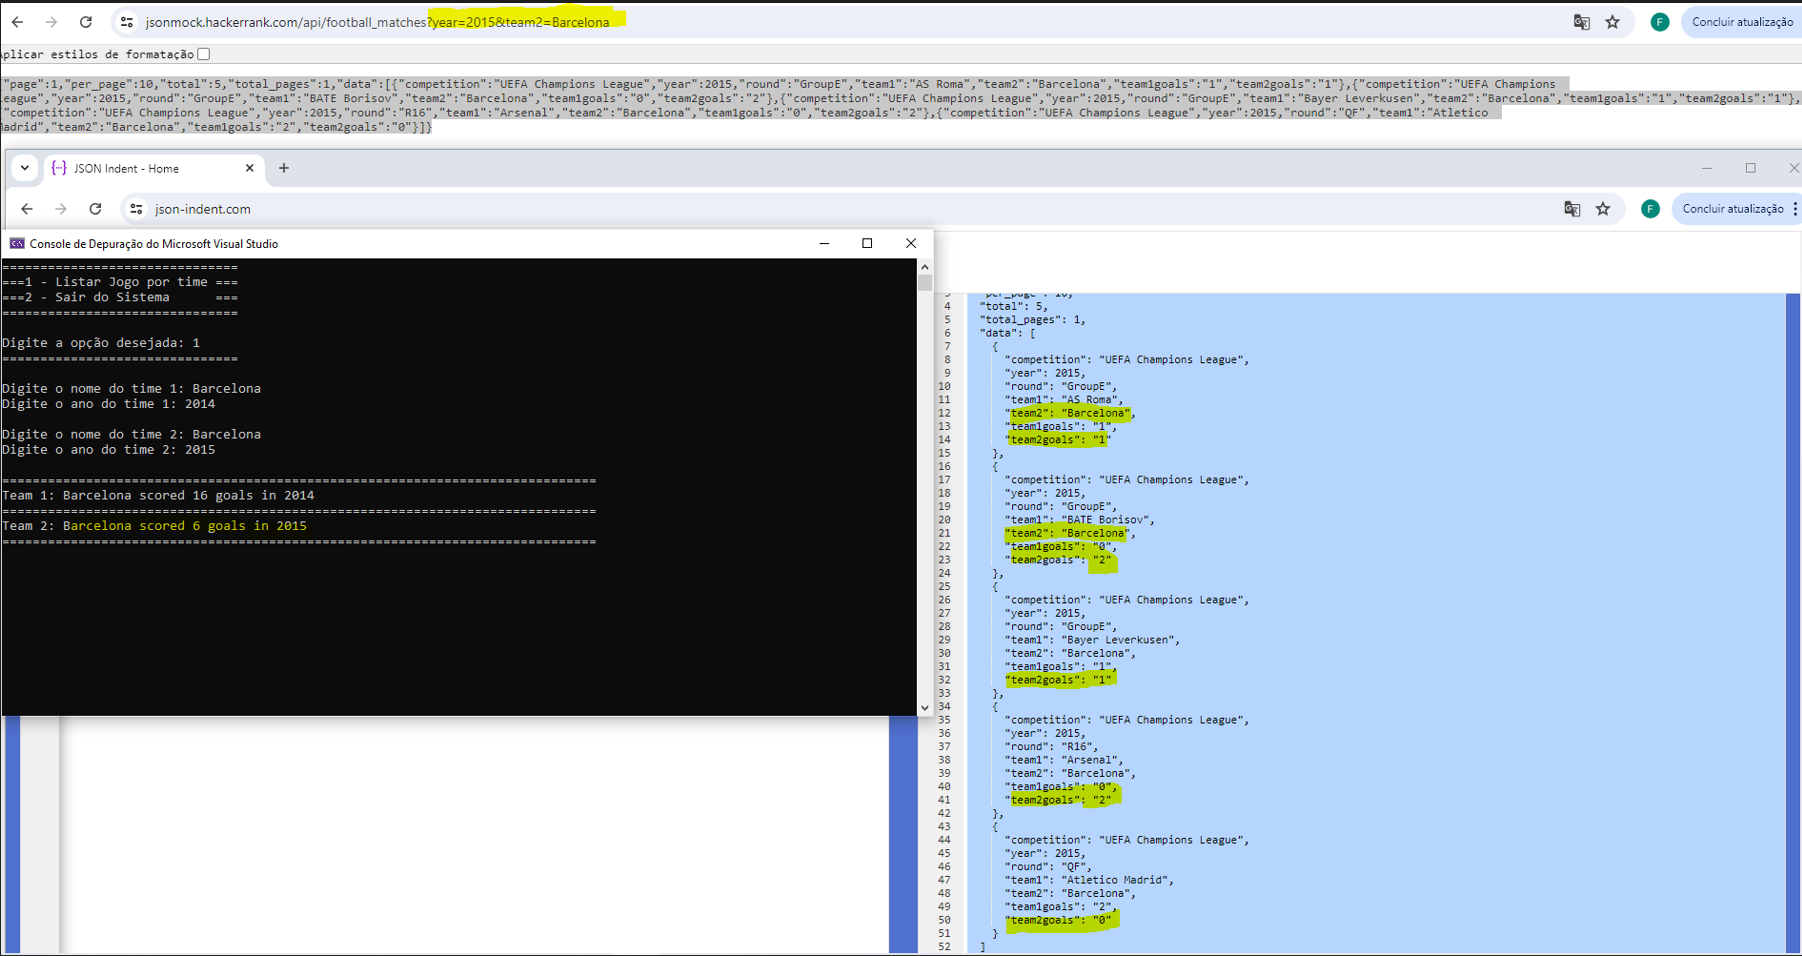 jsonmock.hackerrank.com/api/football_matches?year=2015&team2=Barcelona
F
Concluir atualização
plicar estilos de formatação
"page":1,"per_page":10,"total":5,"total_pages":1,"data":[{"competition":"UEFA Champions League","year":2015,"round":"GroupE","team1":"AS Roma","team2":"Barcelona","team1goals":"1","team2goals":"1"},{"competition":"UEFA Champions
eague","year":2015,"round":"GroupE","team1":"BATE Borisov","team2":"Barcelona","team1goals":"0","team2goals":"2"},{"competition":"UEFA Champions League","year":2015,"round":"GroupE","team1":"Bayer Leverkusen","team2":"Barcelona","team1goals":"1","team2goals":"1"},
"competition":"UEFA Champions League","year":2015,"round":"R16","team1":"Arsenal","team2":"Barcelona","team1goals":"0","team2goals":"2"},{"competition":"UEFA Champions League","year":2015,"round":"QF","team1":"Atletico
adrid","team2":"Barcelona","team1goals":"2","team2goals":"0"}]}
{··} JSON Indent - Home
json-indent.com
F
Concluir atualização
C:\ Console de Depuração do Microsoft Visual Studio
===============================
===1 - Listar Jogo por time ===
===2 - Sair do Sistema      ===
===============================
Digite a opção desejada: 1
===============================
Digite o nome do time 1: Barcelona
Digite o ano do time 1: 2014
Digite o nome do time 2: Barcelona
Digite o ano do time 2: 2015
==============================================================================
Team 1: Barcelona scored 16 goals in 2014
==============================================================================
Team 2: Barcelona scored 6 goals in 2015
==============================================================================
3 "per_page": 10,
4 "total": 5,
5 "total_pages": 1,
6 "data": [
7 {
8 "competition": "UEFA Champions League",
9 "year": 2015,
10 "round": "GroupE",
11 "team1": "AS Roma",
12 "team2": "Barcelona",
13 "team1goals": "1",
14 "team2goals": "1"
15 },
16 {
17 "competition": "UEFA Champions League",
18 "year": 2015,
19 "round": "GroupE",
20 "team1": "BATE Borisov",
21 "team2": "Barcelona",
22 "team1goals": "0",
23 "team2goals": "2"
24 },
25 {
26 "competition": "UEFA Champions League",
27 "year": 2015,
28 "round": "GroupE",
29 "team1": "Bayer Leverkusen",
30 "team2": "Barcelona",
31 "team1goals": "1",
32 "team2goals": "1"
33 },
34 {
35 "competition": "UEFA Champions League",
36 "year": 2015,
37 "round": "R16",
38 "team1": "Arsenal",
39 "team2": "Barcelona",
40 "team1goals": "0",
41 "team2goals": "2"
42 },
43 {
44 "competition": "UEFA Champions League",
45 "year": 2015,
46 "round": "QF",
47 "team1": "Atletico Madrid",
48 "team2": "Barcelona",
49 "team1goals": "2",
50 "team2goals": "0"
51 }
52 ]